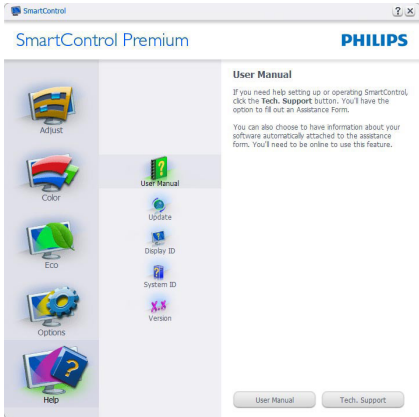 SmartControl
SmartControl Premium
PHILIPS
Adjust
Color
Eco
Options
Help
User Manual
Update
Display ID
System ID
Version
User Manual
If you need help setting up or operating SmartControl,
click the Tech. Support button. You'll have the
option to fill out an Assistance Form.
You can also choose to have information about your
software automatically attached to the assistance
form. You'll need to be online to use this feature.
User Manual
Tech. Support